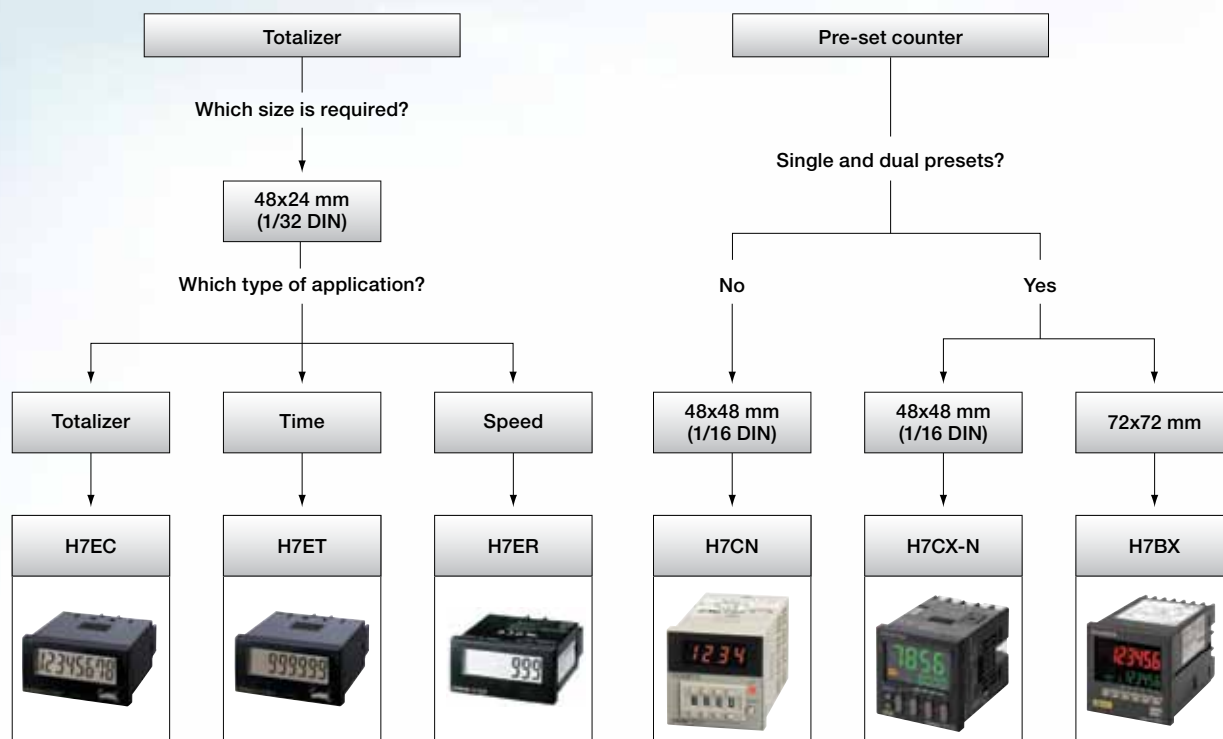 Totalizer
Pre-set counter
Which size is required?
Single and dual presets?
48x24 mm
(1/32 DIN)
Which type of application?
No
Yes
Totalizer
Time
Speed
48x48 mm
(1/16 DIN)
48x48 mm
(1/16 DIN)
72x72 mm
H7EC
H7ET
H7ER
H7CN
H7CX-N
H7BX
12345678
999999
999
1234
7856
123456
123456